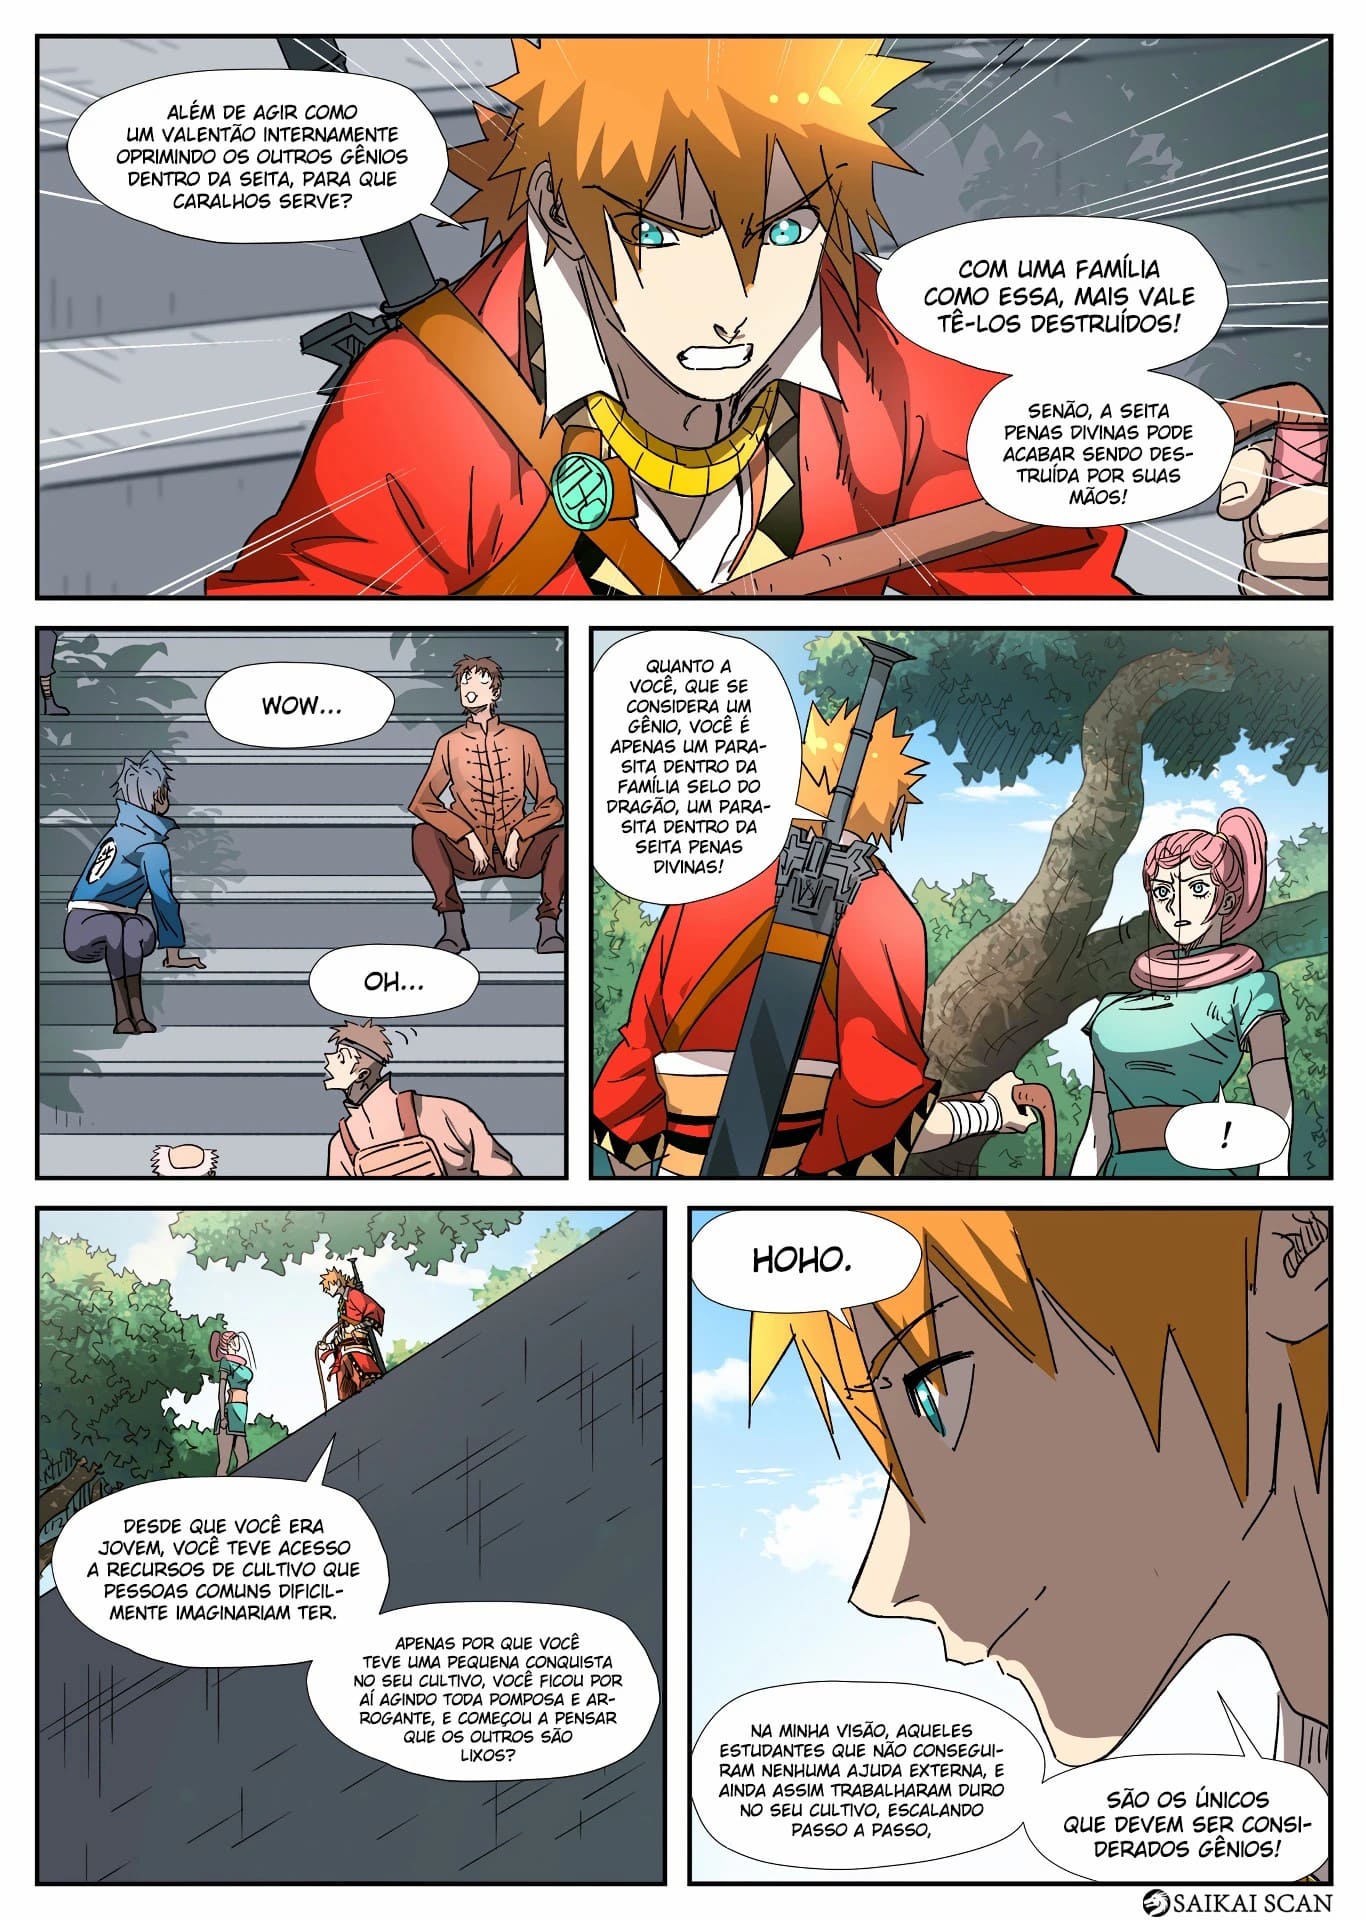 ALÉM DE AGIR COMO
UM VALENTÃO INTERNAMENTE
OPRIMINDO OS OUTROS GÊNIOS
DENTRO DA SEITA, PARA QUE
CARALHOS SERVE?
COM UMA FAMÍLIA
COMO ESSA, MAIS VALE
TÊ-LOS DESTRUÍDOS!
SENÃO, A SEITA
PENAS DIVINAS PODE
ACABAR SENDO DES-
TRUÍDA POR SUAS
MÃOS!
WOW...
OH...
QUANTO A
VOCÊ, QUE SE
CONSIDERA UM
GÊNIO, VOCÊ É
APENAS UM PARA-
SITA DENTRO DA
FAMÍLIA SELO DO
DRAGÃO, UM PARA-
SITA DENTRO DA
SEITA PENAS
DIVINAS!
!
DESDE QUE VOCÊ ERA
JOVEM, VOCÊ TEVE ACESSO
A RECURSOS DE CULTIVO QUE
PESSOAS COMUNS DIFICIL-
MENTE IMAGINARIAM TER.
APENAS POR QUE VOCÊ
TEVE UMA PEQUENA CONQUISTA
NO SEU CULTIVO, VOCÊ FICOU POR
AÍ AGINDO TODA POMPOSA E AR-
ROGANTE, E COMEÇOU A PENSAR
QUE OS OUTROS SÃO
LIXOS?
HOHO.
NA MINHA VISÃO, AQUELES
ESTUDANTES QUE NÃO CONSEGUI-
RAM NENHUMA AJUDA EXTERNA, E
AINDA ASSIM TRABALHARAM DURO
NO SEU CULTIVO, ESCALANDO
PASSO A PASSO,
SÃO OS ÚNICOS
QUE DEVEM SER CONSI-
DERADOS GÊNIOS!
SAIKAI SCAN